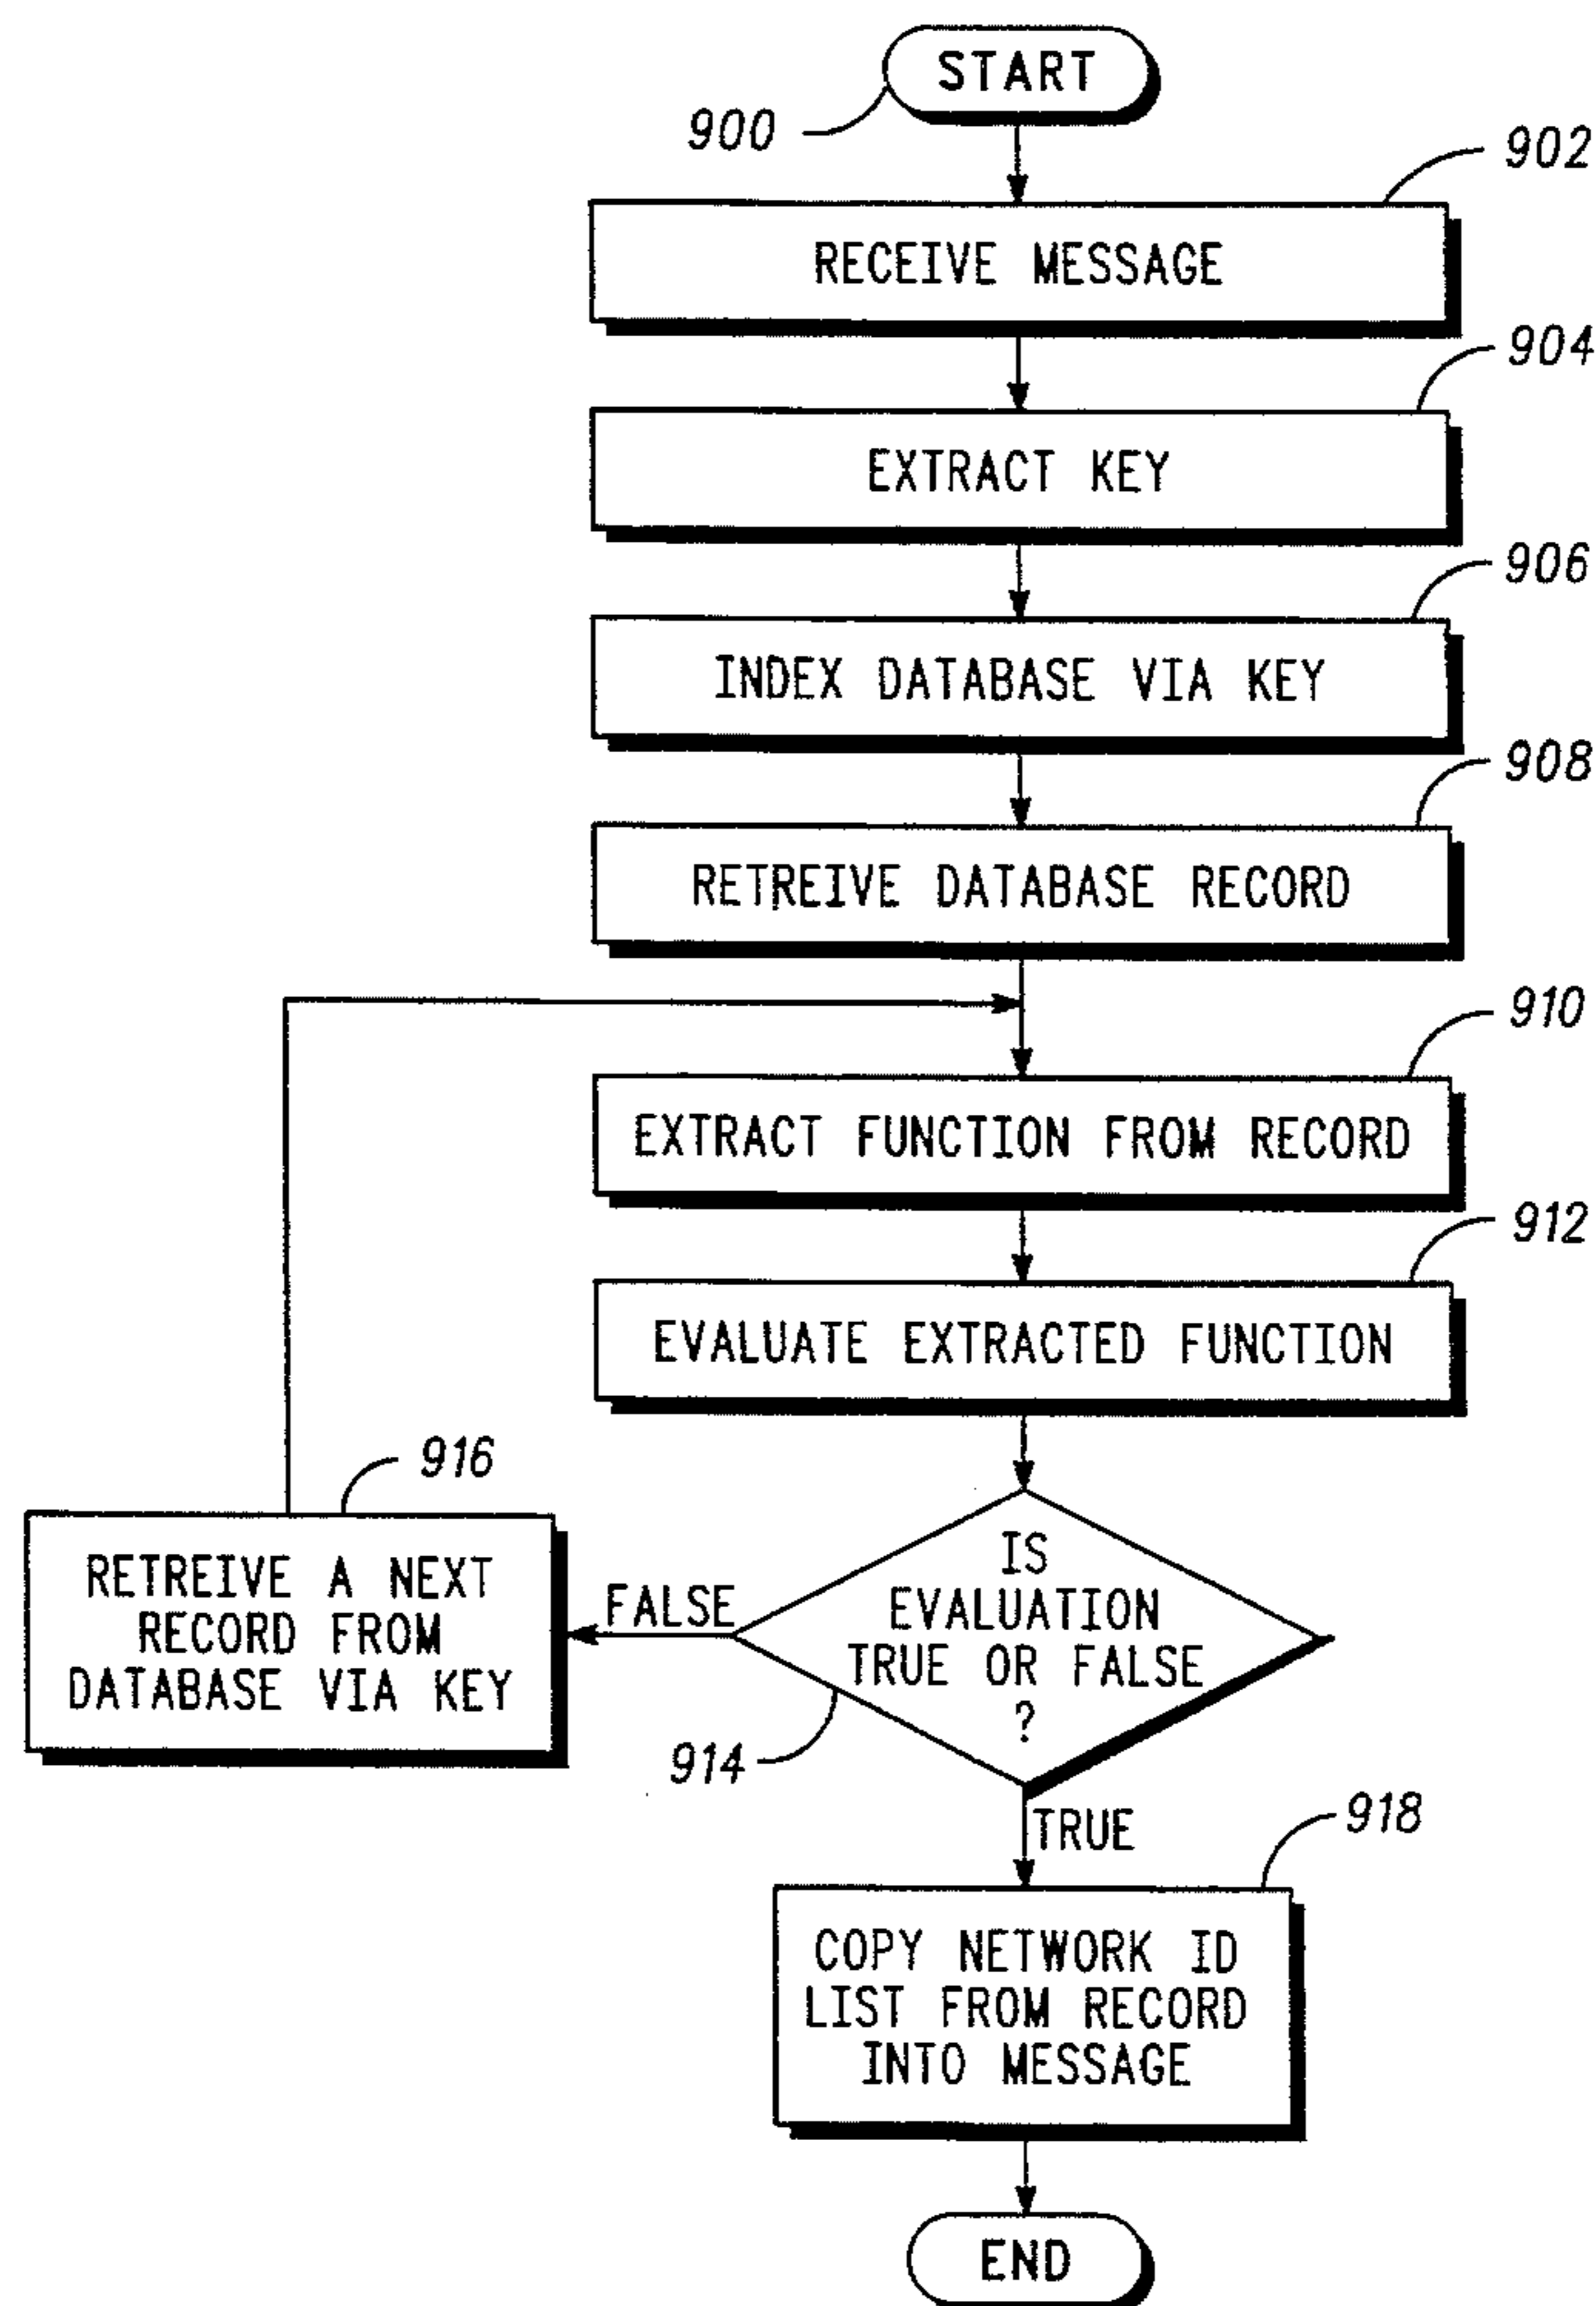 START
900
902
RECEIVE MESSAGE
904
EXTRACT KEY
906
INDEX DATABASE VIA KEY
908
RETREIVE DATABASE RECORD
910
EXTRACT FUNCTION FROM RECORD
912
EVALUATE EXTRACTED FUNCTION
916
RETREIVE A NEXT
RECORD FROM
DATABASE VIA KEY
FALSE
IS
EVALUATION
TRUE OR FALSE
?
914
TRUE
918
COPY NETWORK ID
LIST FROM RECORD
INTO MESSAGE
END